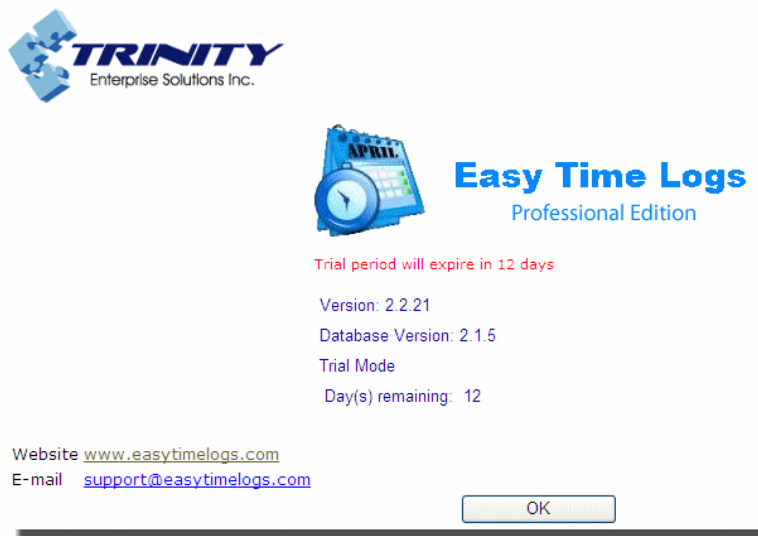 TRINITY
Enterprise Solutions Inc.
APRIL
Easy Time Logs
Professional Edition
Trial period will expire in 12 days
Version: 2.2.21
Database Version: 2.1.5
Trial Mode
Day(s) remaining: 12
Website www.easytimelogs.com
E-mail support@easytimelogs.com
OK